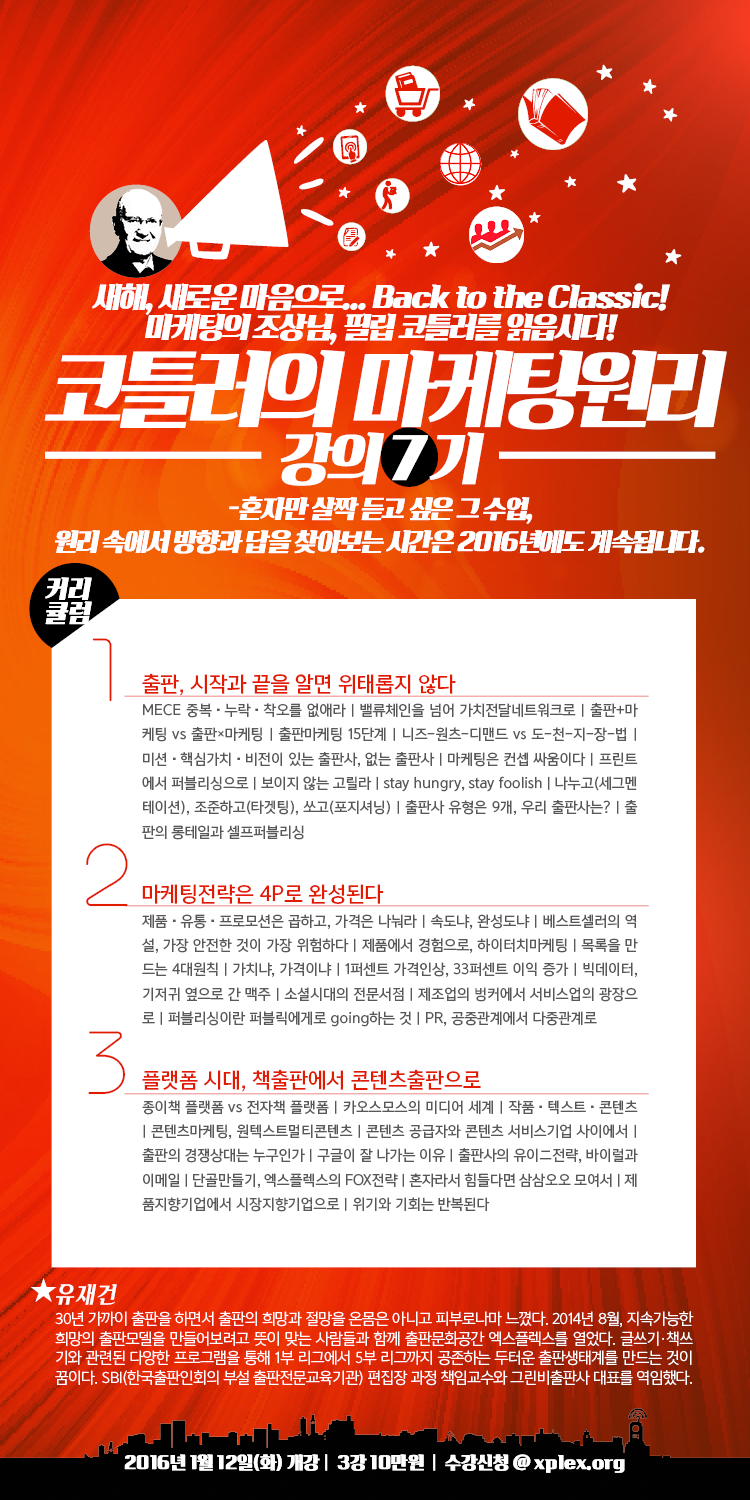 새해, 새로운 마음으로... Back to the Classic!
마케팅의 조상님, 필립 코틀러를 읽읍시다!
코틀러의 마케팅원리
강의 7기
-혼자만 살짝 듣고 싶은 그 수업,
원리 속에서 방향과 답을 찾아보는 시간은 2016년에도 계속됩니다.
커리
큘럼
1
출판, 시작과 끝을 알면 위태롭지 않다
MECE 중복·누락·착오를 없애라 | 밸류체인을 넘어 가치전달네트워크로 | 출판+마
케팅 vs 출판×마케팅 | 출판마케팅 15단계 | 니즈-원츠-디맨드 vs 도-천-지-장-법 |
미션·핵심가치·비전이 있는 출판사, 없는 출판사 | 마케팅은 컨셉 싸움이다 | 프린트
에서 퍼블리싱으로 | 보이지 않는 고릴라 | stay hungry, stay foolish | 나누고(세그멘
테이션), 조준하고(타겟팅), 쏘고(포지셔닝) | 출판사 유형은 9개, 우리 출판사는? | 출
판의 롱테일과 셀프퍼블리싱
2
마케팅전략은 4P로 완성된다
제품·유통·프로모션은 곱하고, 가격은 나눠라 | 속도냐, 완성도냐 | 베스트셀러의 역
설, 가장 안전한 것이 가장 위험하다 | 제품에서 경험으로, 하이터치마케팅 | 목록을 만
드는 4대원칙 | 가치냐, 가격이냐 | 1퍼센트 가격인상, 33퍼센트 이익 증가 | 빅데이터,
기저귀 옆으로 간 맥주 | 소셜시대의 전문서점 | 제조업의 벙커에서 서비스업의 광장으
로 | 퍼블리싱이란 퍼블릭에게로 going하는 것 | PR, 공중관계에서 다중관계로
3
플랫폼 시대, 책출판에서 콘텐츠출판으로
종이책 플랫폼 vs 전자책 플랫폼 | 카오스모스의 미디어 세계 | 작품·텍스트·콘텐츠
| 콘텐츠마케팅, 원텍스트멀티콘텐츠 | 콘텐츠 공급자와 콘텐츠 서비스기업 사이에서 |
출판의 경쟁상대는 누구인가 | 구글이 잘 나가는 이유 | 출판사의 유이ㄷ전략, 바이럴과
이메일 | 단골만들기, 엑스플렉스의 FOX전략 | 혼자라서 힘들다면 삼삼오오 모여서 | 제
품지향기업에서 시장지향기업으로 | 위기와 기회는 반복된다
★유재건
30년 가까이 출판을 하면서 출판의 희망과 절망을 온몸은 아니고 피부로나마 느꼈다. 2014년 8월, 지속가능한
희망의 출판모델을 만들어보려고 뜻이 맞는 사람들과 함께 출판문화공간 엑스플렉스를 열었다. 글쓰기·책쓰
기와 관련된 다양한 프로그램을 통해 1부 리그에서 5부 리그까지 공존하는 두터운 출판생태계를 만드는 것이
꿈이다. SBI(한국출판인회의 부설 출판전문교육기관) 편집장 과정 책임교수와 그린비출판사 대표를 역임했다.
2016년 1월 12일(화) 개강 | 3강 10만원 | 수강신청 @ xplex.org